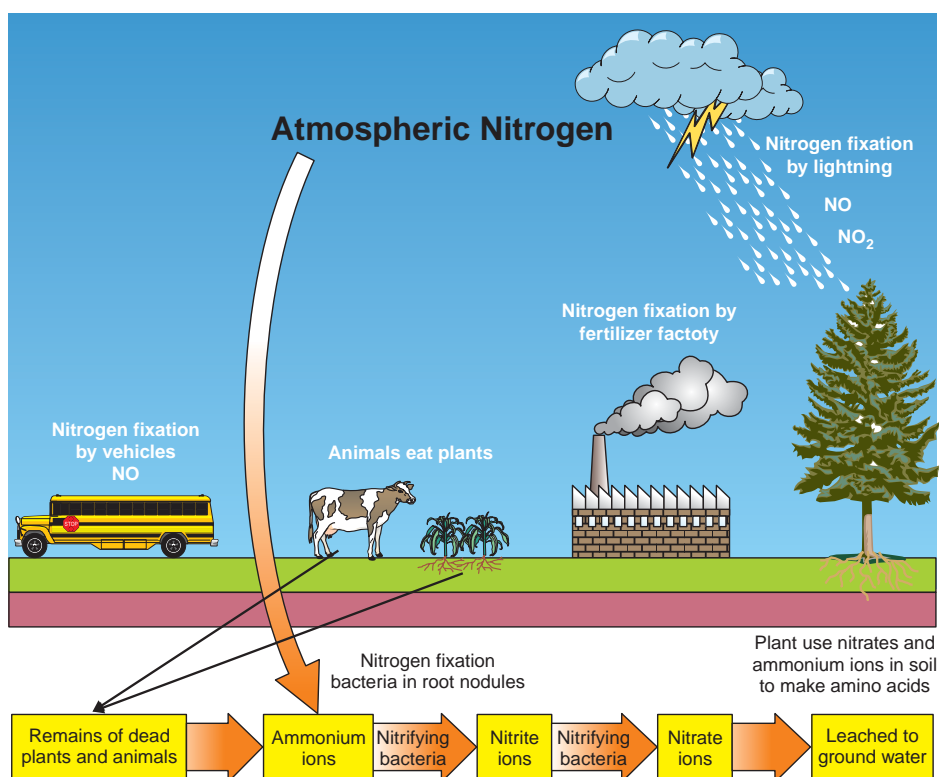 Atmospheric Nitrogen
Nitrogen fixation
by lightning
NO
NO₂
Nitrogen fixation by
fertilizer factoty
Nitrogen fixation
by vehicles
NO
Animals eat plants
STOP
Plant use nitrates and
ammonium ions in soil
to make amino acids
Nitrogen fixation
bacteria in root nodules
Remains of dead
plants and animals
Ammonium
ions
Nitrifying
bacteria
Nitrite
ions
Nitrifying
bacteria
Nitrate
ions
Leached to
ground water